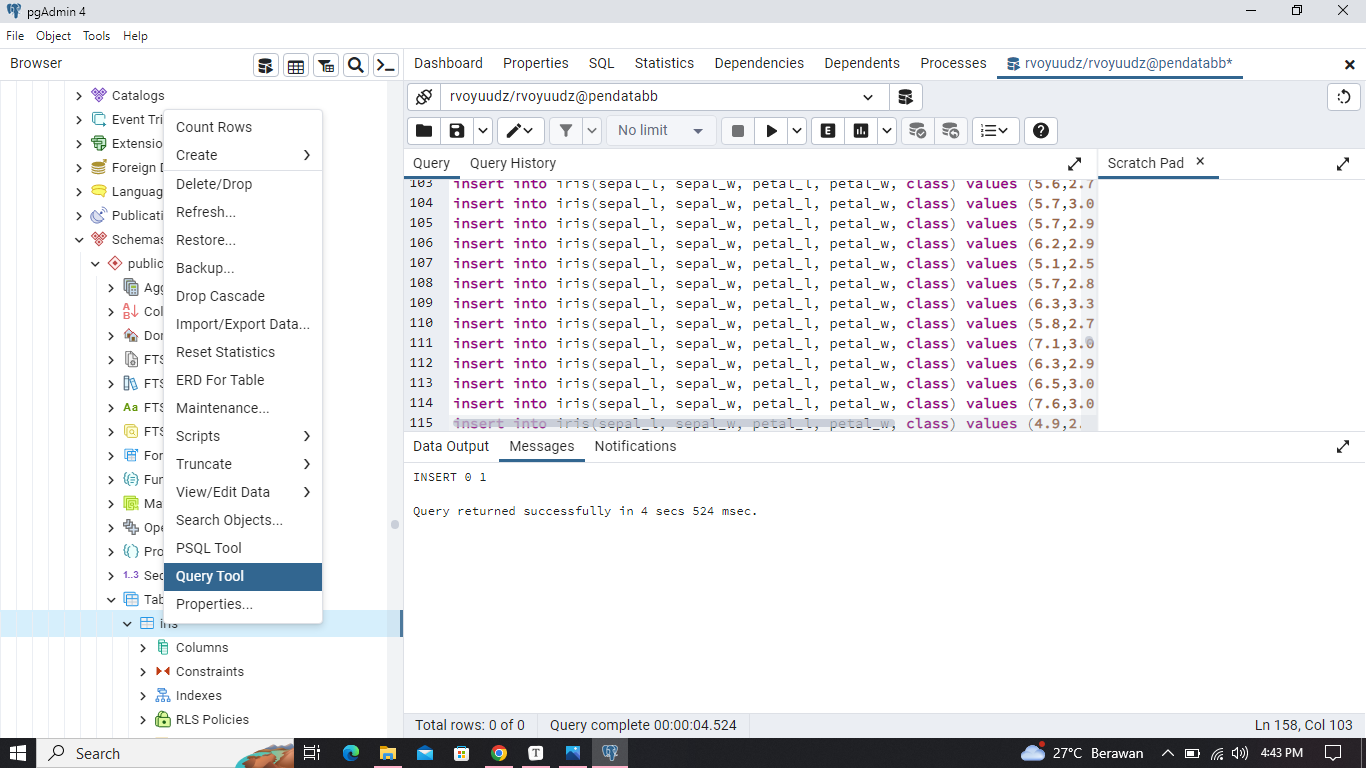 pgAdmin 4
File Object Tools Help
Browser
Dashboard Properties SQL Statistics Dependencies Dependents Processes rvoyuudz/rvoyuudz@pendatabb*
rvoyuudz/rvoyuudz@pendatabb
No limit
E
Query Query History
Scratch Pad
Catalogs
Event Tri
Extensio
Foreign D
Languag
Publicati
Schemas
public
Agg
Col
Dor
FTS
FTS
Aa FTS
FTS
For
Fun
Ma
Ope
Pro
1..3 Sec
Tab
iris
Columns
Constraints
Indexes
RLS Policies
Count Rows
Create
Delete/Drop
Refresh...
Restore...
Backup...
Drop Cascade
Import/Export Data...
Reset Statistics
ERD For Table
Maintenance...
Scripts
Truncate
View/Edit Data
Search Objects...
PSQL Tool
Query Tool
Properties...
103 insert into iris(sepal_l, sepal_w, petal_l, petal_w, class) values (5.6,2.7
104 insert into iris(sepal_l, sepal_w, petal_l, petal_w, class) values (5.7,3.0
105 insert into iris(sepal_l, sepal_w, petal_l, petal_w, class) values (5.7,2.9
106 insert into iris(sepal_l, sepal_w, petal_l, petal_w, class) values (6.2,2.9
107 insert into iris(sepal_l, sepal_w, petal_l, petal_w, class) values (5.1,2.5
108 insert into iris(sepal_l, sepal_w, petal_l, petal_w, class) values (5.7,2.8
109 insert into iris(sepal_l, sepal_w, petal_l, petal_w, class) values (6.3,3.3
110 insert into iris(sepal_l, sepal_w, petal_l, petal_w, class) values (5.8,2.7
111 insert into iris(sepal_l, sepal_w, petal_l, petal_w, class) values (7.1,3.0
112 insert into iris(sepal_l, sepal_w, petal_l, petal_w, class) values (6.3,2.9
113 insert into iris(sepal_l, sepal_w, petal_l, petal_w, class) values (6.5,3.0
114 insert into iris(sepal_l, sepal_w, petal_l, petal_w, class) values (7.6,3.0
115 insert into iris(sepal_l, sepal_w, petal_l, petal_w, class) values (4.9,2.
Data Output Messages Notifications
INSERT 0 1
Query returned successfully in 4 secs 524 msec.
Total rows: 0 of 0 Query complete 00:00:04.524 Ln 158, Col 103
Search
T
27°C Berawan
4:43 PM